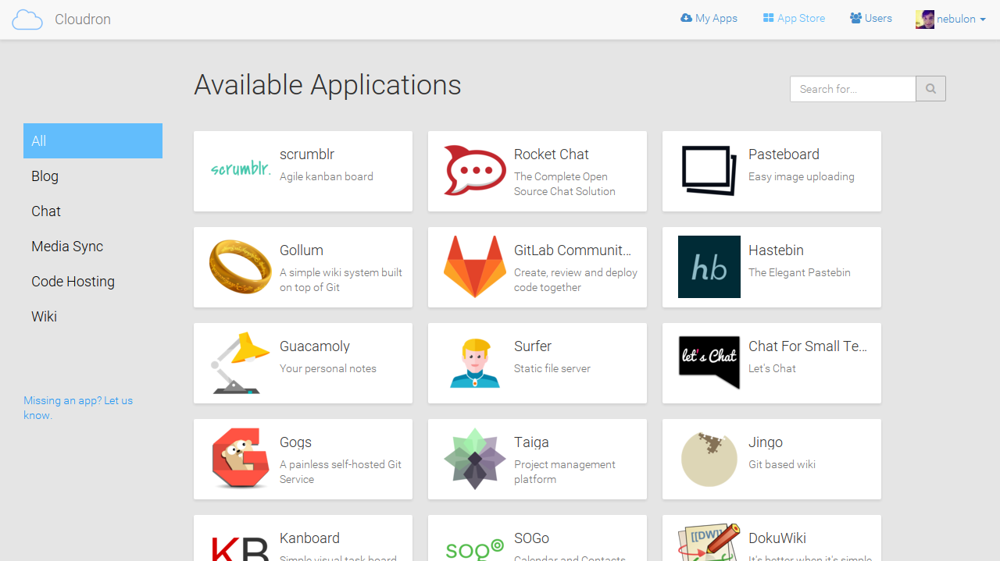 Cloudron
My Apps
App Store
Users
nebulon
Available Applications
Search for...
All
Blog
Chat
Media Sync
Code Hosting
Wiki
Missing an app? Let us
know.
scrumblr.
scrumblr
Agile kanban board
Rocket Chat
The Complete Open
Source Chat Solution
Pasteboard
Easy image uploading
Gollum
A simple wiki system built
on top of Git
GitLab Communit...
Create, review and deploy
code together
hb
Hastebin
The Elegant Pastebin
Guacamoly
Your personal notes
Surfer
Static file server
let's Chat
Chat For Small Te...
Let's Chat
Gogs
A painless self-hosted Git
Service
Taiga
Project management
platform
Jingo
Git based wiki
KB
Kanboard
Simple visual task board
sogo
SOGo
Calendar and Contacts
[[DW]]
DokuWiki
It's better when it's simple